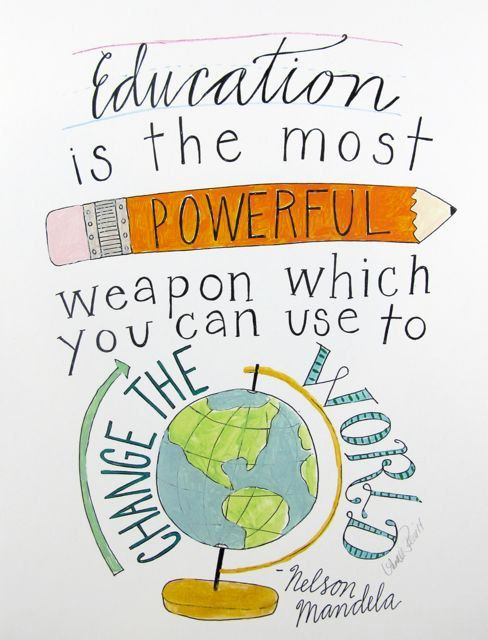 Education
is the most
POWERFUL
weapon which
you can use to
CHANGE THE
WORLD
- Nelson
Mandela